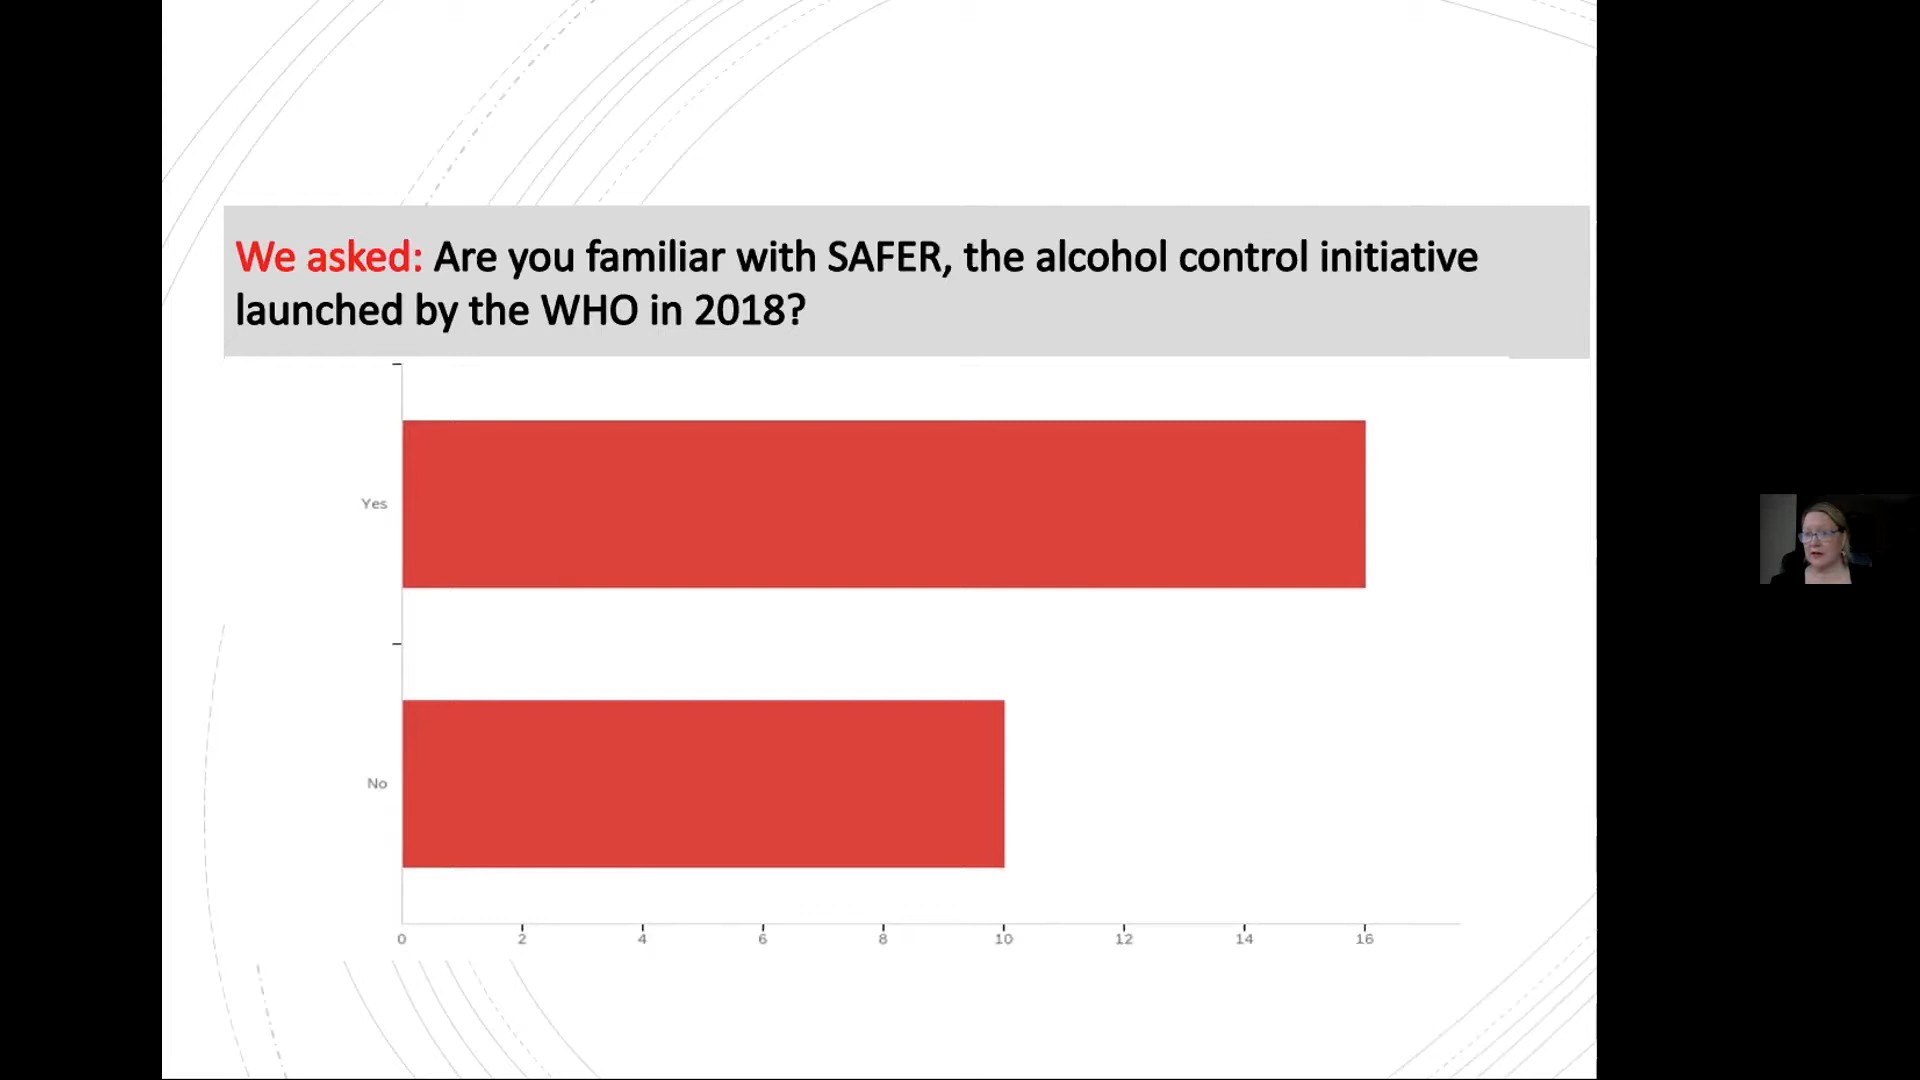 We asked: Are you familiar with SAFER, the alcohol control initiative
launched by the WHO in 2018?
Yes
No
0 2 4 6 8 10 12 14 16